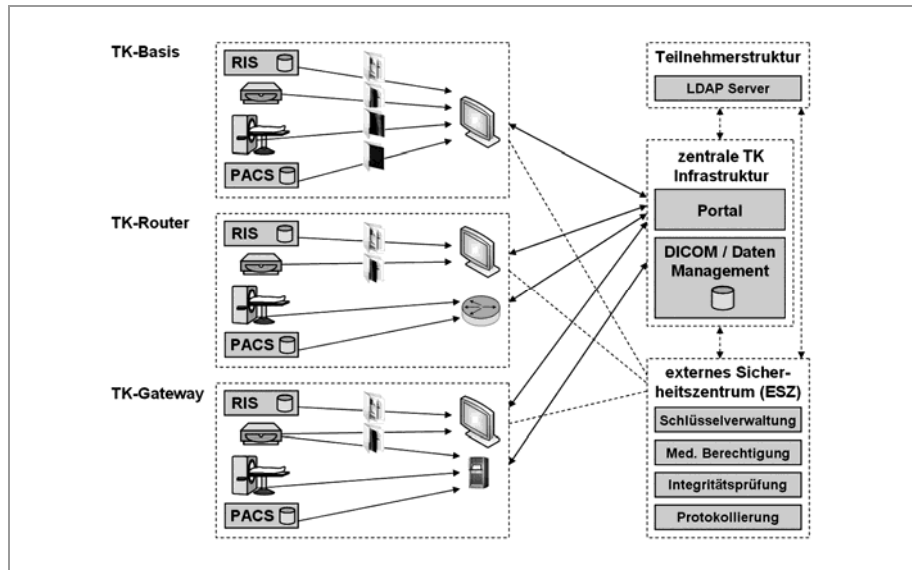 TK-Basis
RIS
PACS
TK-Router
RIS
PACS
TK-Gateway
RIS
PACS
Teilnehmerstruktur
LDAP Server
zentrale TK
Infrastruktur
Portal
DICOM / Daten
Management
externes Sicher-
heitszentrum (ESZ)
Schlüsselverwaltung
Med. Berechtigung
Integritätsprüfung
Protokollierung